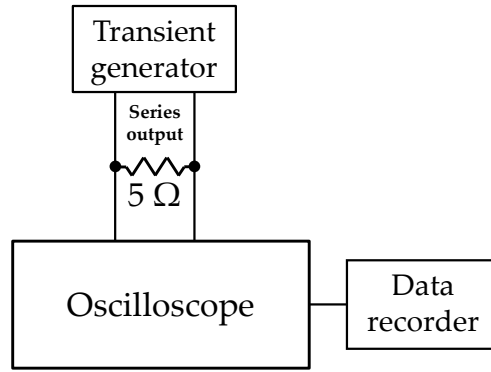 Transient
generator
Series
output
5 Ω
Oscilloscope
Data
recorder